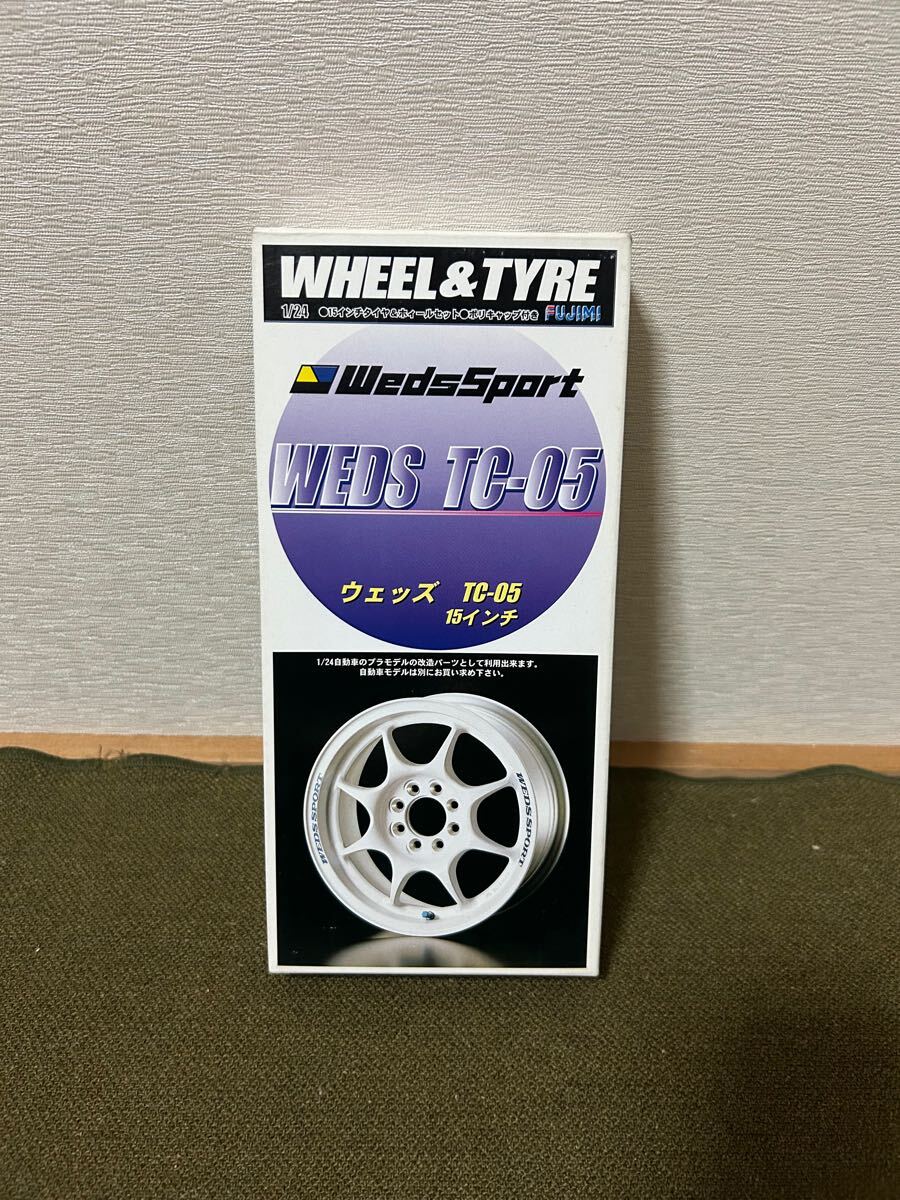 WHEEL&TYRE
1/24 ●15インチタイヤ&ホィールセット●ポリキャップ付き FUJIMI
WedsSport
WEDS TC-05
ウェッズ TC-05
15インチ
1/24自動車のプラモデルの改造パーツとして利用出来ます。
自動車モデルは別にお買い求め下さい。
WEDSSPORT
WEDSSPORT